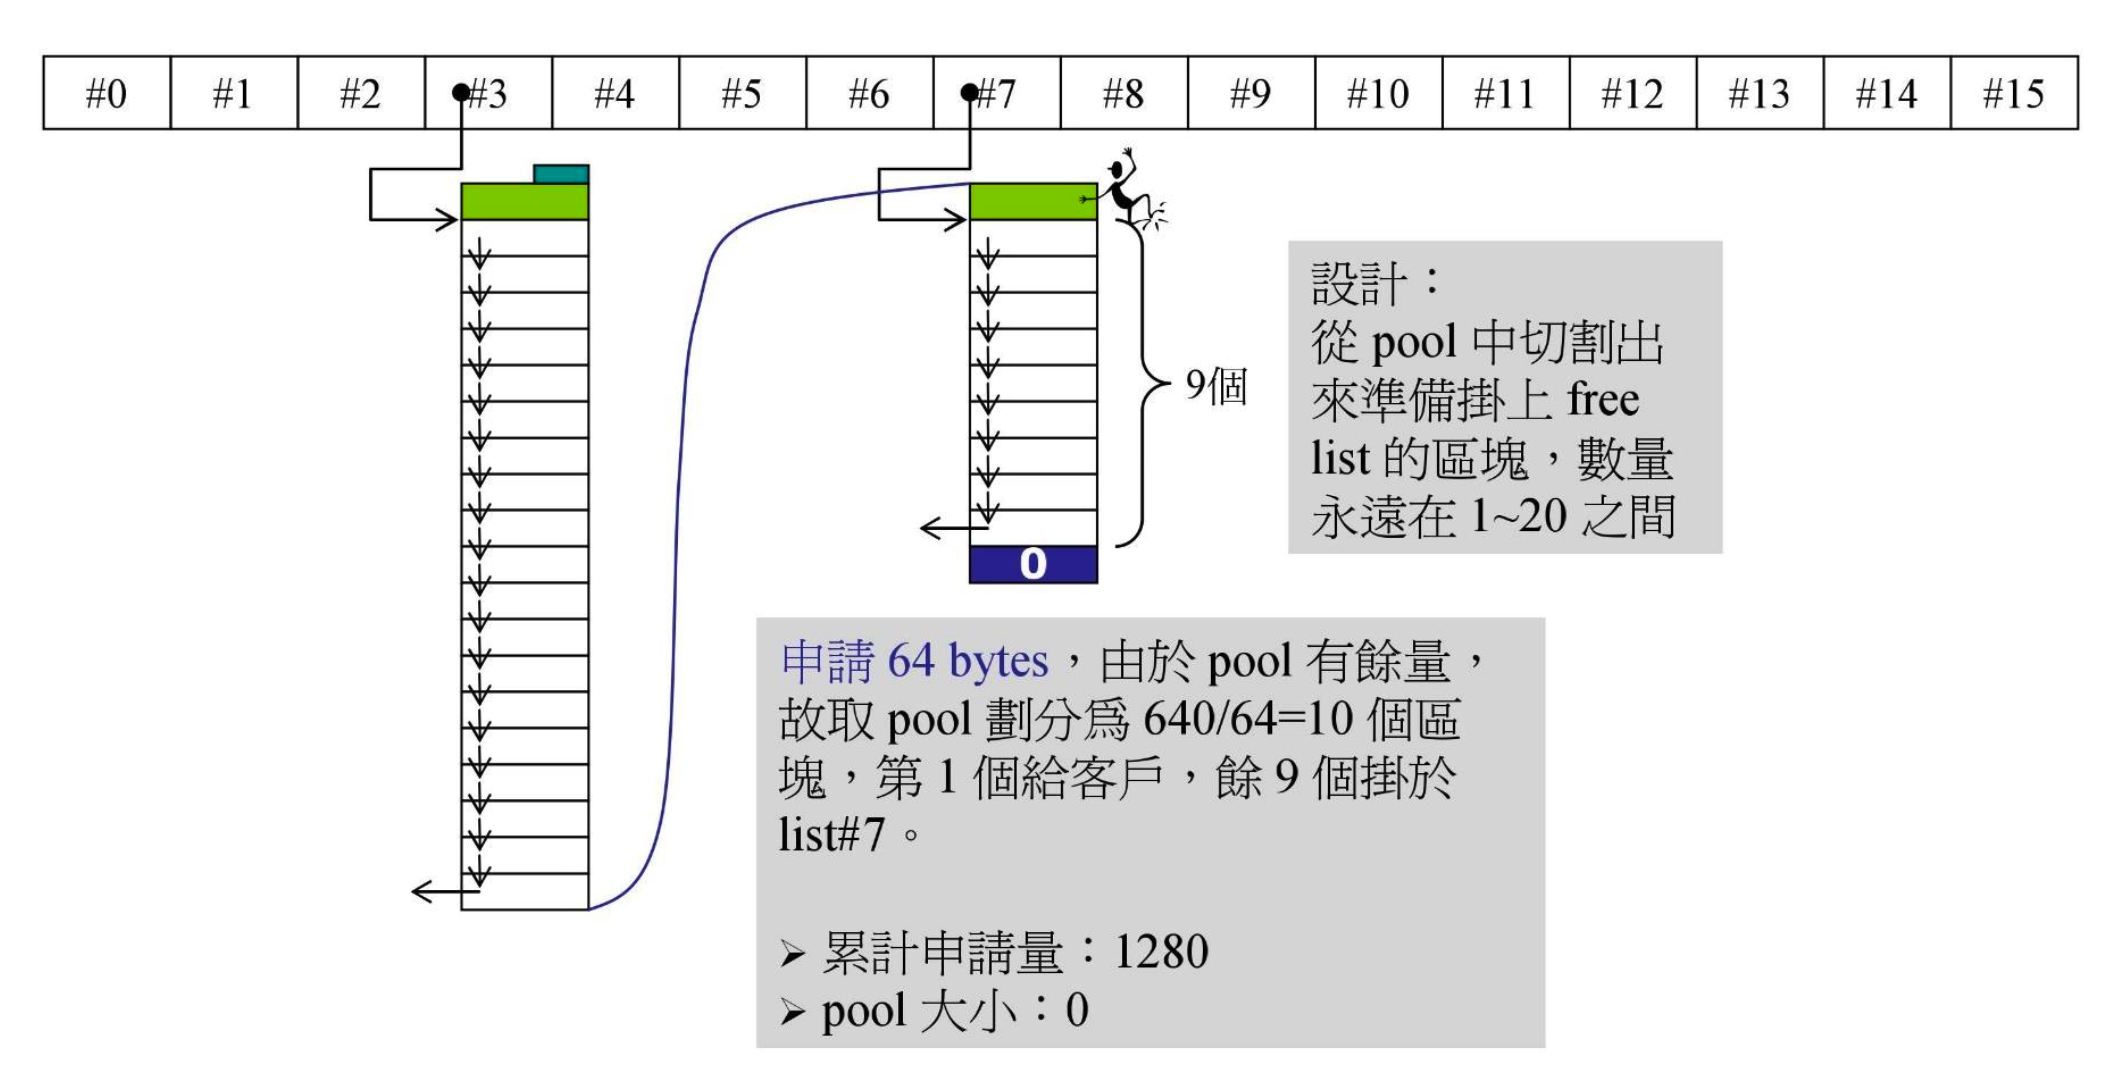 #0 #1 #2 #3 #4 #5 #6 #7 #8 #9 #10 #11 #12 #13 #14 #15
9個
設計：
從 pool 中切割出
來準備掛上 free
list 的區塊，數量
永遠在 1~20 之間
0
申請 64 bytes，由於 pool 有餘量，
故取 pool 劃分為 640/64=10 個區
塊，第 1 個給客戶，餘 9 個掛於
list#7。
➢ 累計申請量：1280
➢ pool 大小：0